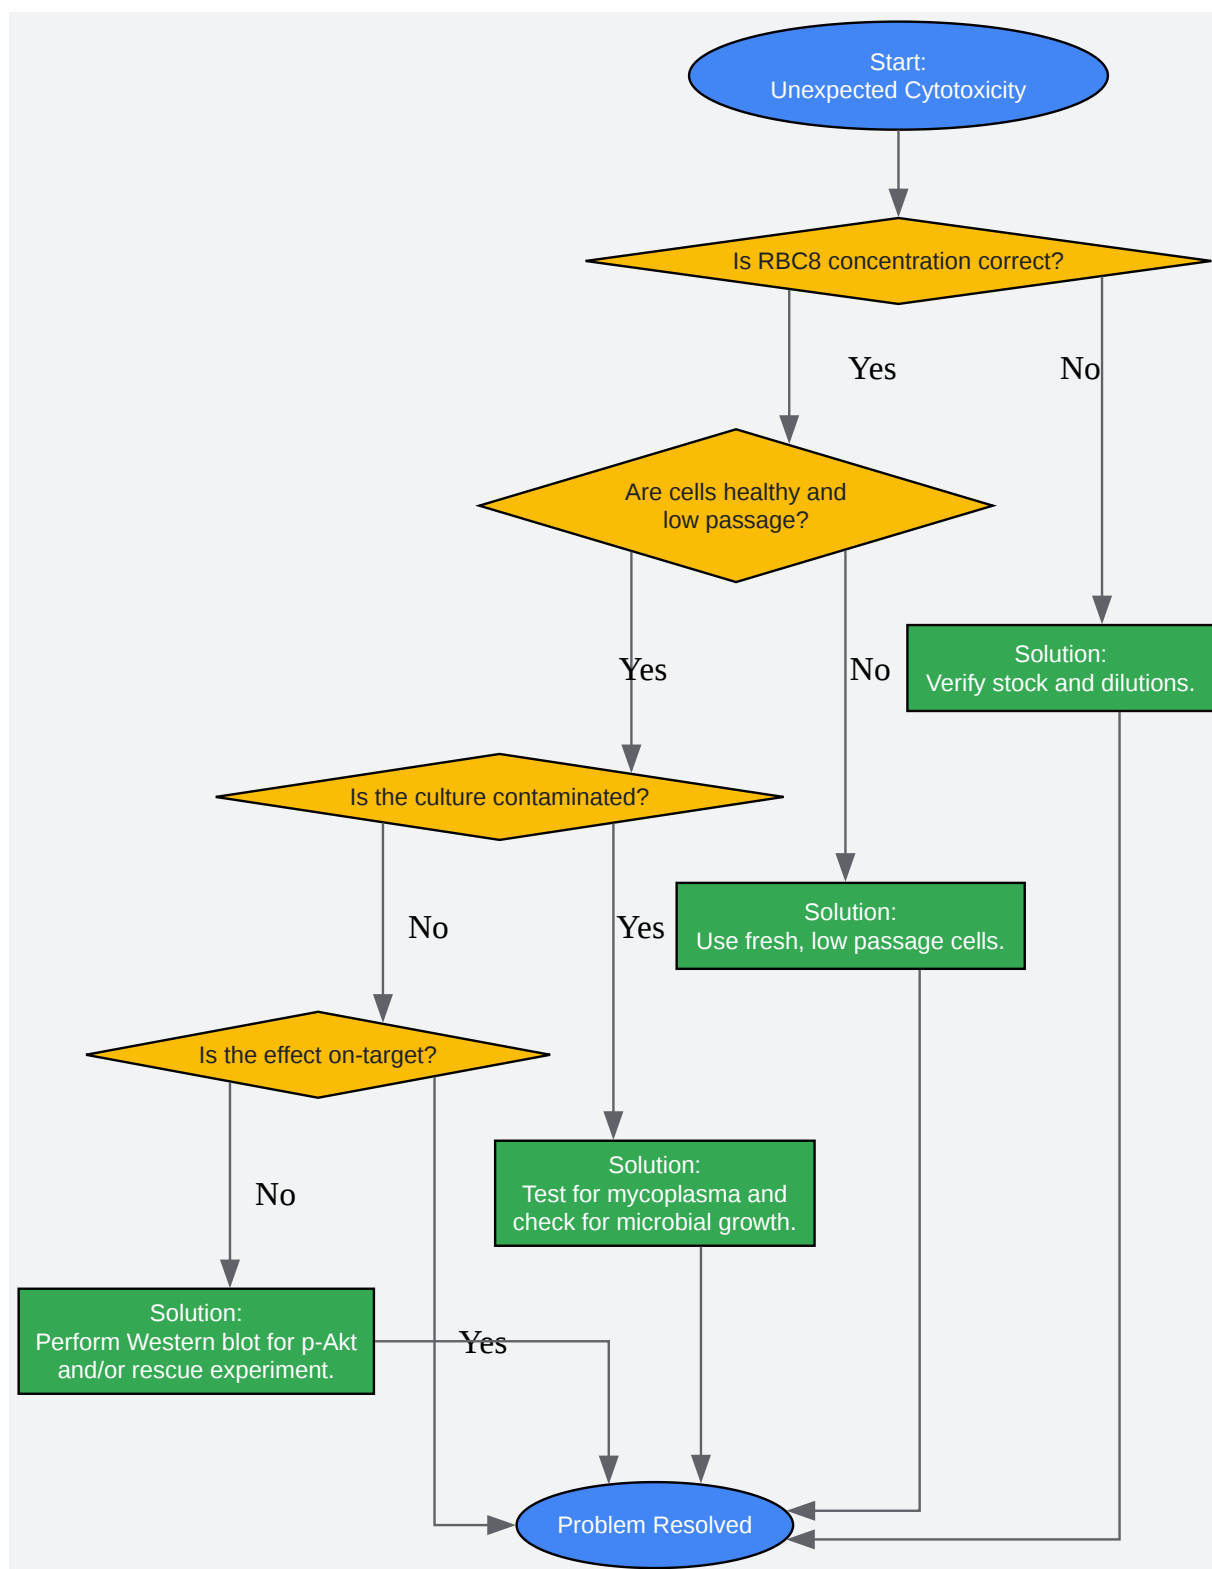 Start:
Unexpected Cytotoxicity
Is RBC8 concentration correct?
Yes
No
Are cells healthy and
low passage?
Yes
No
Solution:
Verify stock and dilutions.
Is the culture contaminated?
No
Yes
Solution:
Use fresh, low passage cells.
Is the effect on-target?
No
Solution:
Test for mycoplasma and
check for microbial growth.
Solution:
Perform Western blot for p-Akt
and/or rescue experiment.
Yes
Problem Resolved